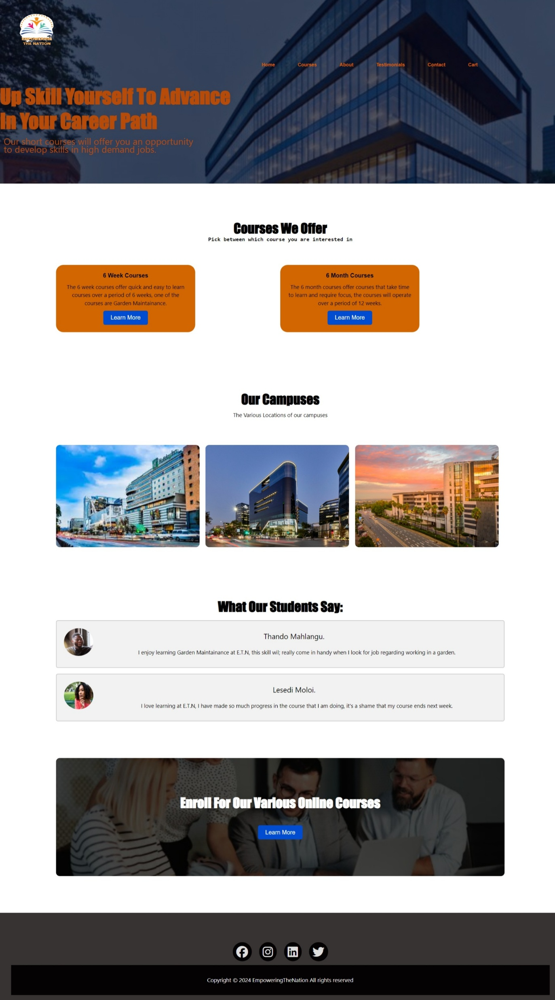 EMPOWERING
THE NATION
Home Courses About Testimonials Contact Cart
Up Skill Yourself To Advance
In Your Career Path
Our short courses will offer you an opportunity
to develop skills in high demand jobs.
Courses We Offer
Pick between which course you are interested in
6 Week Courses
The 6 week courses offer quick and easy to learn
courses over a period of 6 weeks, one of the
courses are Garden Maintainance.
Learn More
6 Month Courses
The 6 month courses offer courses that take time
to learn and require focus, the courses will operate
over a period of 12 weeks.
Learn More
Our Campuses
The Various Locations of our campuses
Holiday Inn
What Our Students Say:
Thando Mahlangu.
I enjoy learning Garden Maintainance at E.T.N, this skill wil; really come in handy when I look for job regarding working in a garden.
Lesedi Moloi.
I love learning at E.T.N, I have made so much progress in the course that I am doing, it's a shame that my course ends next week.
Enroll For Our Various Online Courses
Learn More
Copyright © 2024 EmpoweringTheNation All rights reserved